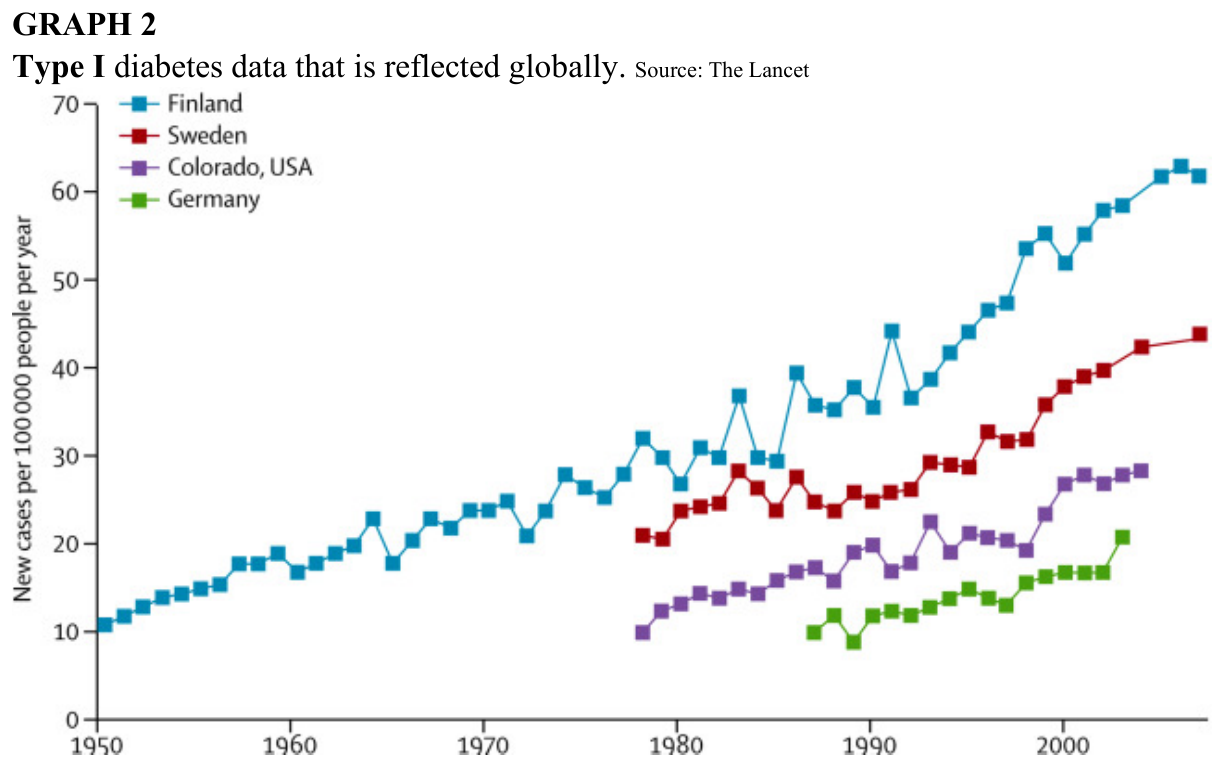 GRAPH 2
Type I diabetes data that is reflected globally. Source: The Lancet
Finland
Sweden
Colorado, USA
Germany
New cases per 100 000 people per year
70
60
50
40
30
20
10
0
1950 1960 1970 1980 1990 2000